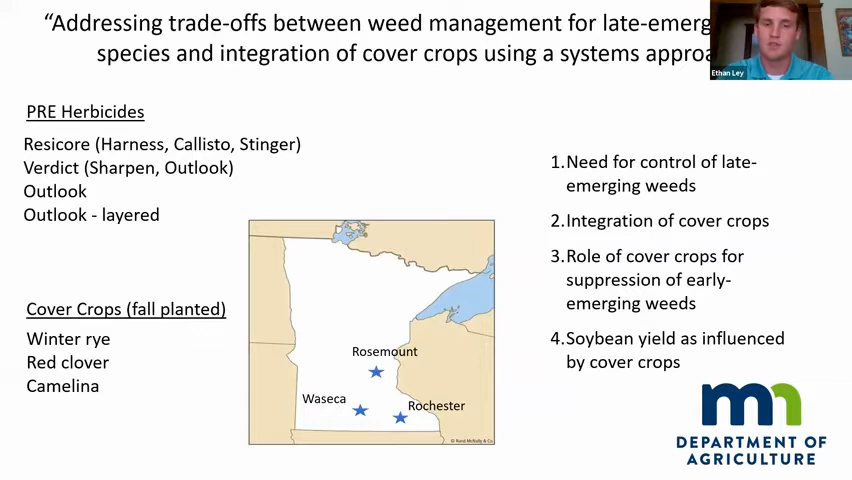 “Addressing trade-offs between weed management for late-emerg
species and integration of cover crops using a systems approa
Ethan Ley
PRE Herbicides
Resicore (Harness, Callisto, Stinger)
Verdict (Sharpen, Outlook)
Outlook
Outlook - layered
Cover Crops (fall planted)
Winter rye
Red clover
Camelina
Rosemount
Waseca
Rochester
© Rand McNally & Co.
1.Need for control of late-
emerging weeds
2.Integration of cover crops
3.Role of cover crops for
suppression of early-
emerging weeds
4.Soybean yield as influenced
by cover crops
mn
DEPARTMENT OF
AGRICULTURE